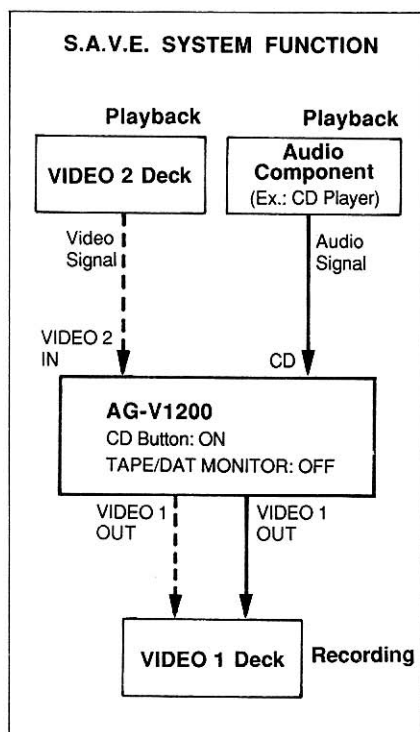 S.A.V.E. SYSTEM FUNCTION
Playback
VIDEO 2 Deck
Playback
Audio
Component
(Ex.: CD Player)
Video
Signal
Audio
Signal
VIDEO 2
IN
CD
AG-V1200
CD Button: ON
TAPE/DAT MONITOR: OFF
VIDEO 1
OUT
VIDEO 1
OUT
VIDEO 1 Deck
Recording